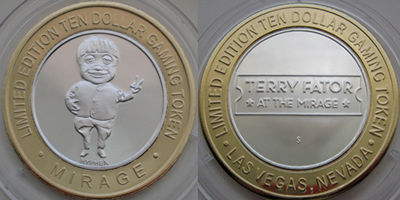 LIMITED EDITION TEN DOLLAR GAMING TOKEN
• MIRAGE •
LIMITED EDITION TEN DOLLAR GAMING TOKEN
TERRY FATOR
★ AT THE MIRAGE ★
S
• LAS VEGAS, NEVADA •